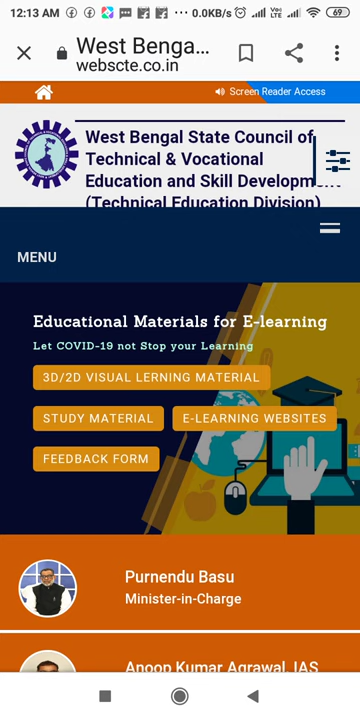 12:13 AM
0.0KB/s
Voo
LTE
69
West Benga...
webscte.co.in
Screen Reader Access
West Bengal State Council of
Technical & Vocational
Education and Skill Development
(Technical Education Division)
MENU
Educational Materials for E-learning
Let COVID-19 not Stop your Learning
3D/2D VISUAL LERNING MATERIAL
STUDY MATERIAL
E-LEARNING WEBSITES
FEEDBACK FORM
Purnendu Basu
Minister-in-Charge
Anoop Kumar Agrawal, IAS